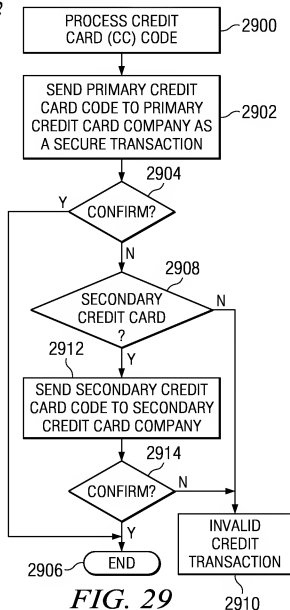 PROCESS CREDIT
CARD (CC) CODE
2900
SEND PRIMARY CREDIT
CARD CODE TO PRIMARY
CREDIT CARD COMPANY AS
A SECURE TRANSACTION
2902
2904
Y
CONFIRM?
N
2908
SECONDARY
CREDIT CARD
?
N
2912
Y
SEND SECONDARY CREDIT
CARD CODE TO SECONDARY
CREDIT CARD COMPANY
2914
CONFIRM?
N
Y
INVALID
CREDIT
TRANSACTION
2906
END
2910
FIG. 29